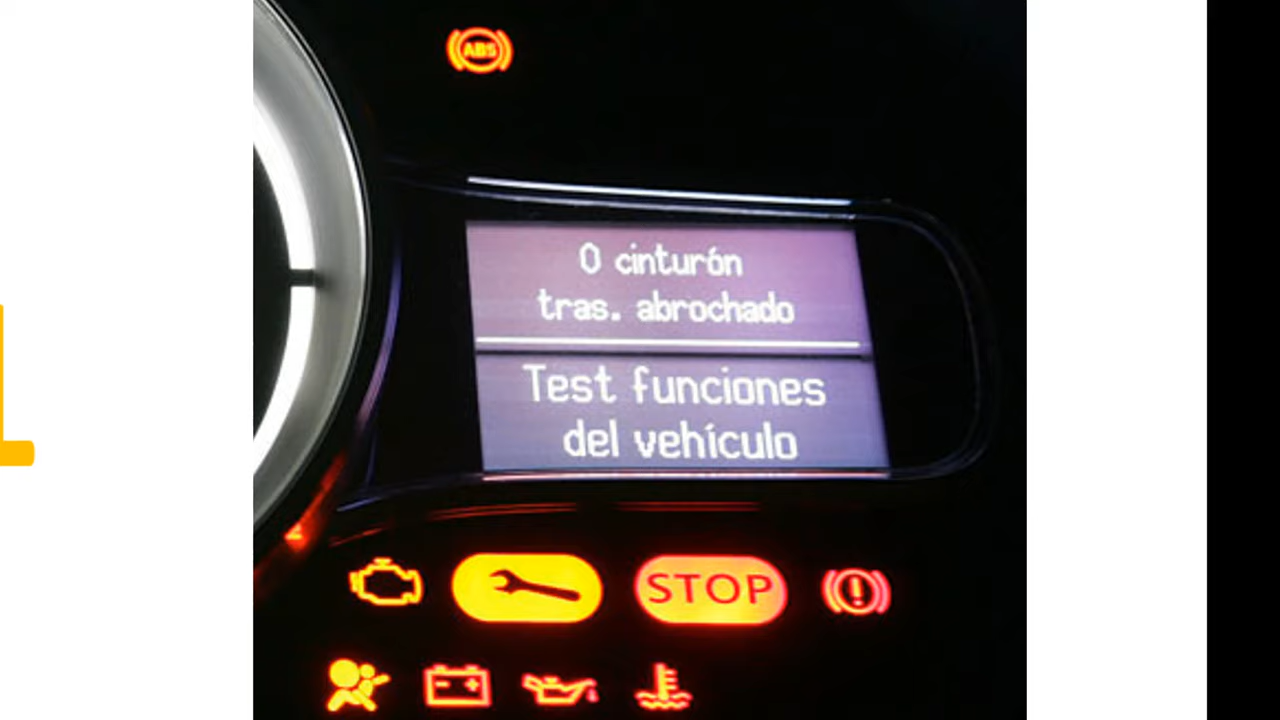 ABS
0 cinturón
tras. abrochado
Test funciones
del vehículo
STOP